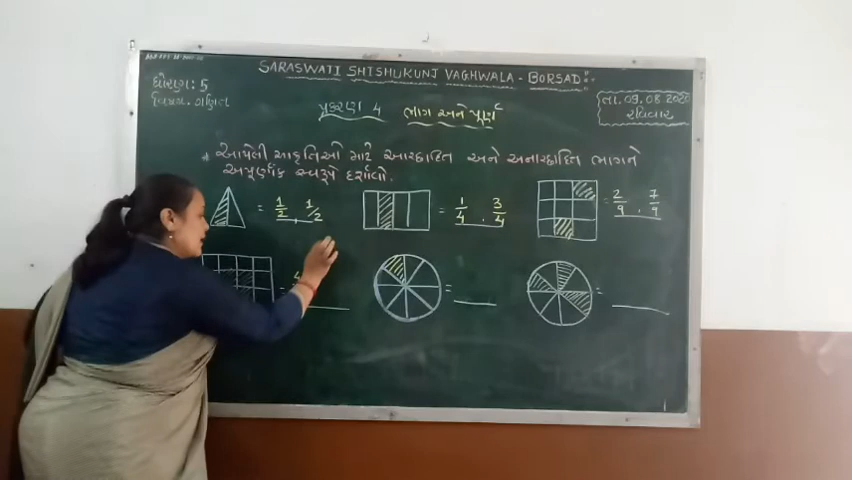 SARASWATI SHISHUKUNJ VAGHWALA - BORSAD.
ધોરણ: 5
વિષય. ગણિત
પ્રકરણ 4 ભાગ અને પૂર્ણ
તા. 09.08 2020
રવિવાર
* આપેલી આકૃતિઓ માટે આચ્છાદિત અને અનાચ્છાદિત ભાગને
અપૂર્ણાંક સ્વરૂપે દર્શાવો.
= 1/2 , 1/2 = 1/4 , 3/4 = 2/9 , 7/9
4
= =